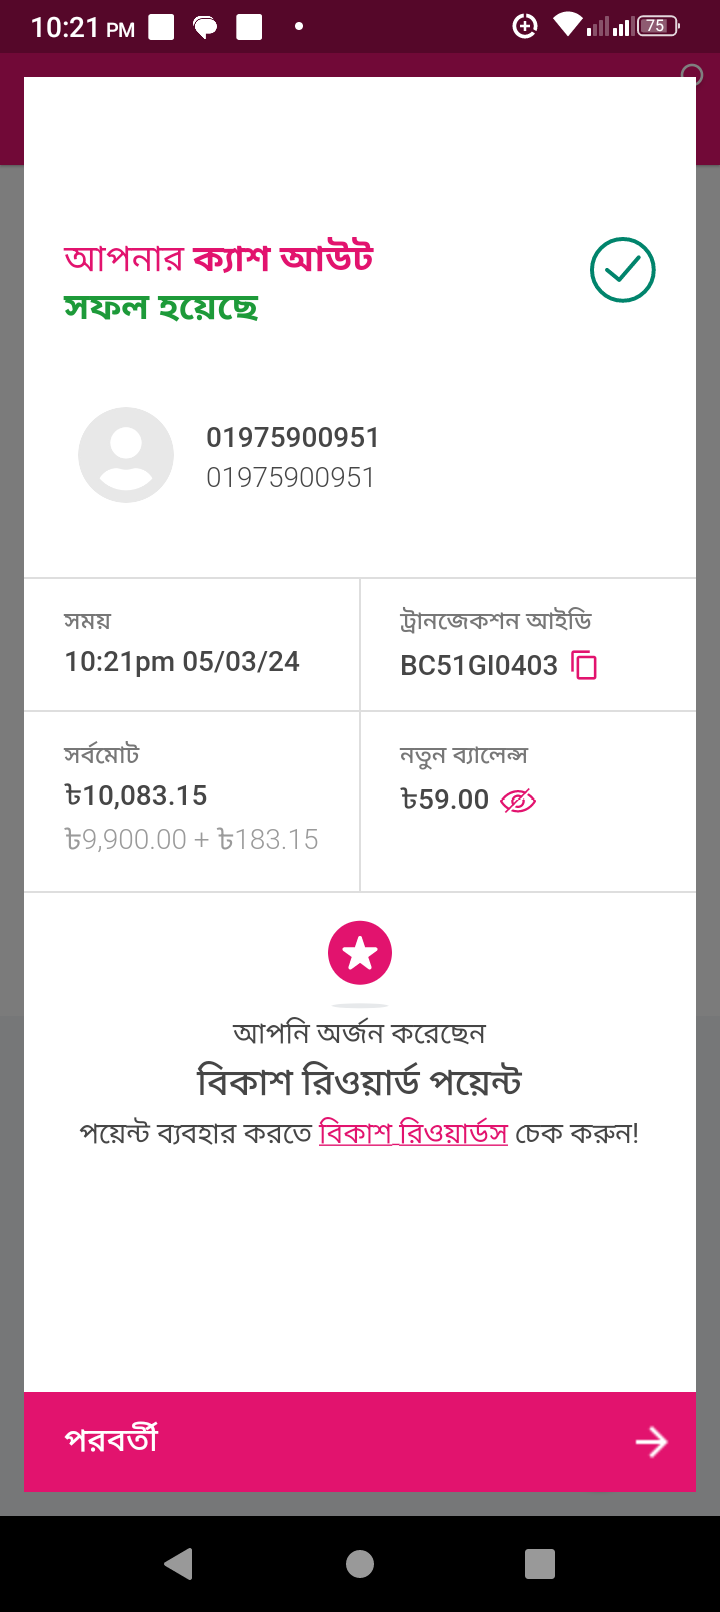 10:21 PM
75
আপনার ক্যাশ আউট
সফল হয়েছে
01975900951
01975900951
সময়
10:21pm 05/03/24
ট্রানজেকশন আইডি
BC51GI0403
সর্বমোট
৳10,083.15
৳9,900.00 + ৳183.15
নতুন ব্যালেন্স
৳59.00
আপনি অর্জন করেছেন
বিকাশ রিওয়ার্ড পয়েন্ট
পয়েন্ট ব্যবহার করতে বিকাশ রিওয়ার্ডস চেক করুন!
পরবর্তী